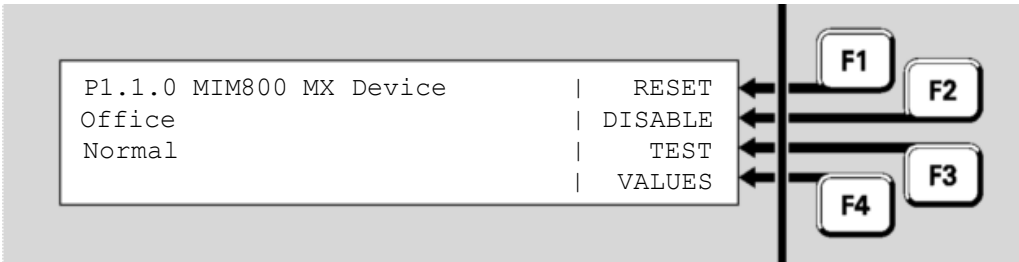 P1.1.0 MIM800 MX Device | RESET
Office | DISABLE
Normal | TEST
| VALUES
F1
F2
F3
F4